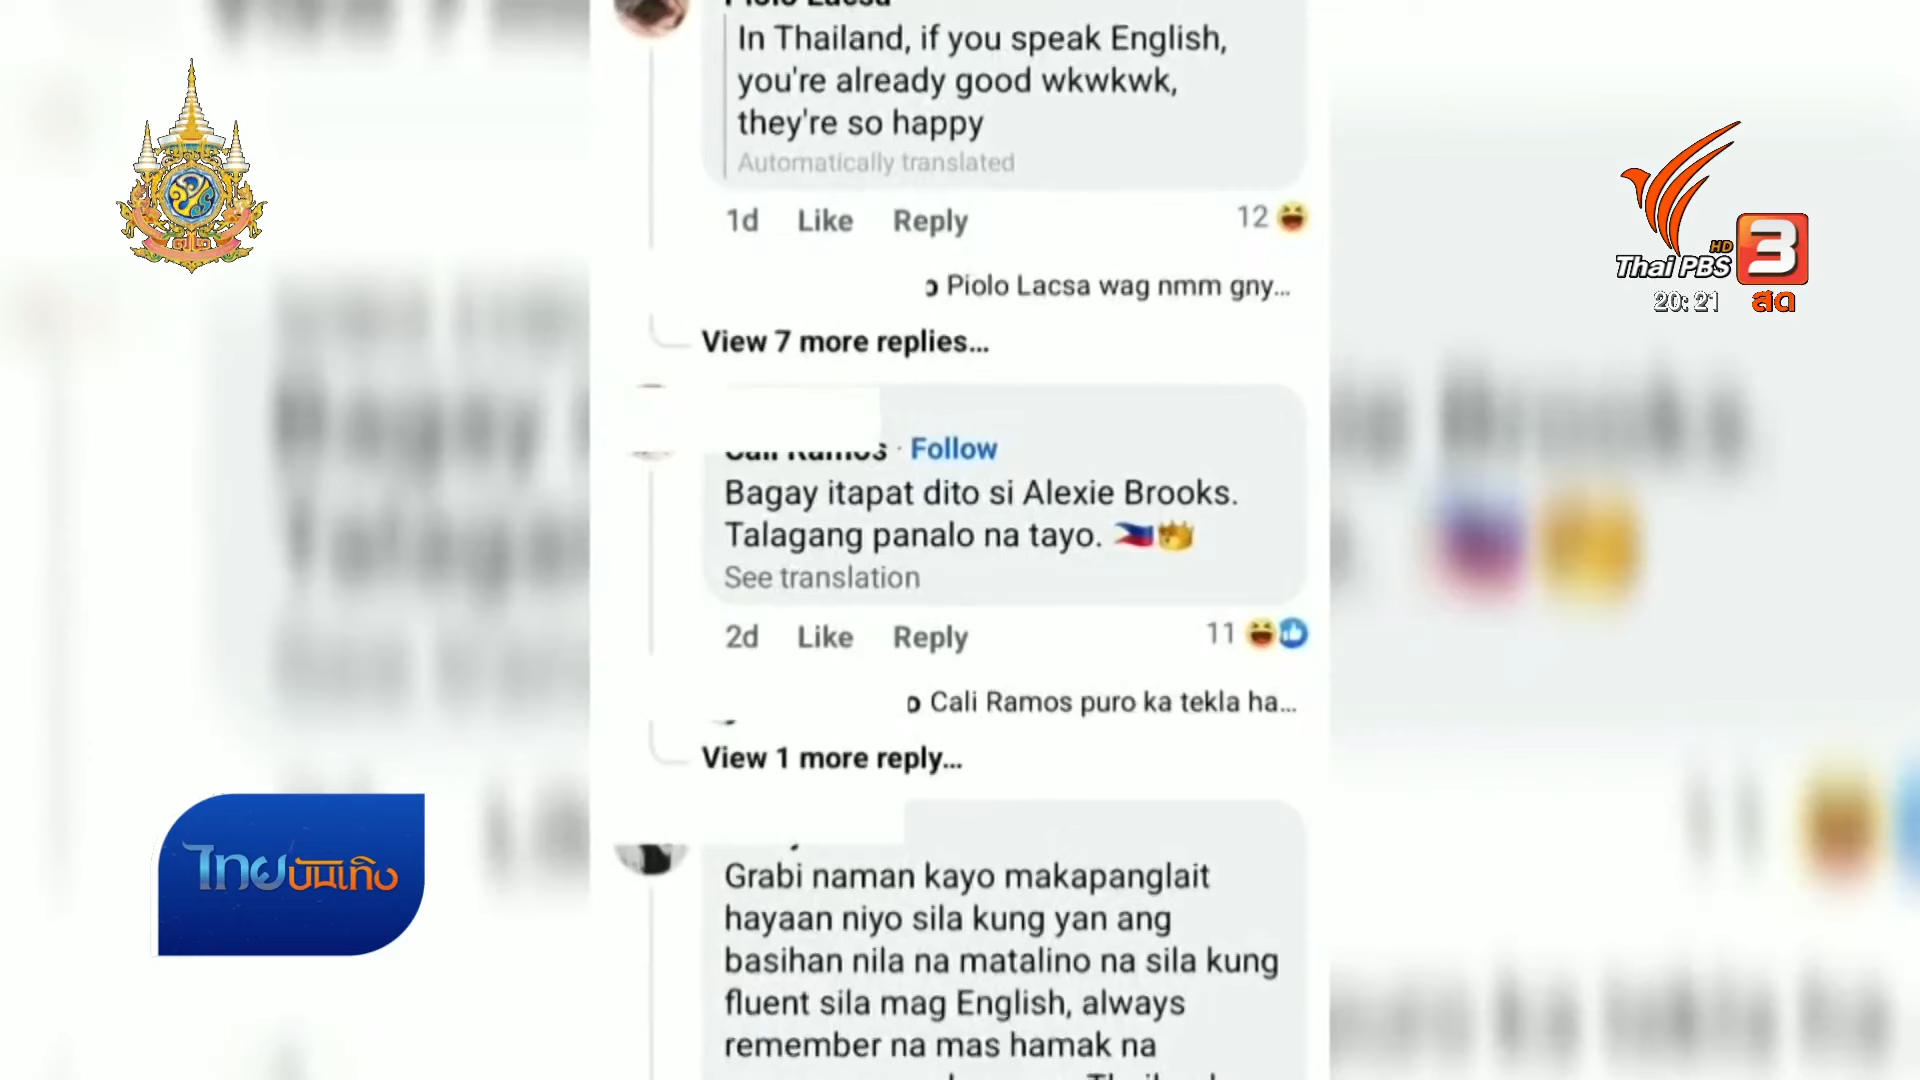 Piolo Lacsa
In Thailand, if you speak English,
you're already good wkwkwk,
they're so happy
Automatically translated
1d Like Reply 12
Piolo Lacsa wag nmm gny...
View 7 more replies...
Cali Ramos · Follow
Bagay itapat dito si Alexie Brooks.
Talagang panalo na tayo. 🇵🇭👑
See translation
2d Like Reply 11
Cali Ramos puro ka tekla ha...
View 1 more reply...
Grabi naman kayo makapanglait
hayaan niyo sila kung yan ang
basihan nila na matalino na sila kung
fluent sila mag English, always
remember na mas hamak na
HD
Thai PBS 3
20:21 สด
ไทยบันเทิง